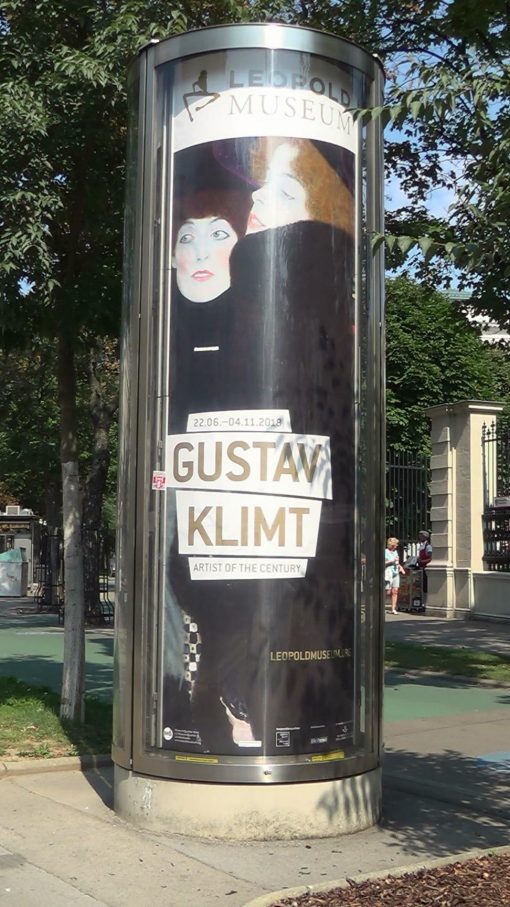 LEOPOLD
MUSEUM
22.06.–04.11.2018
GUSTAV
KLIMT
ARTIST OF THE CENTURY
LEOPOLDMUSEUM.ORG